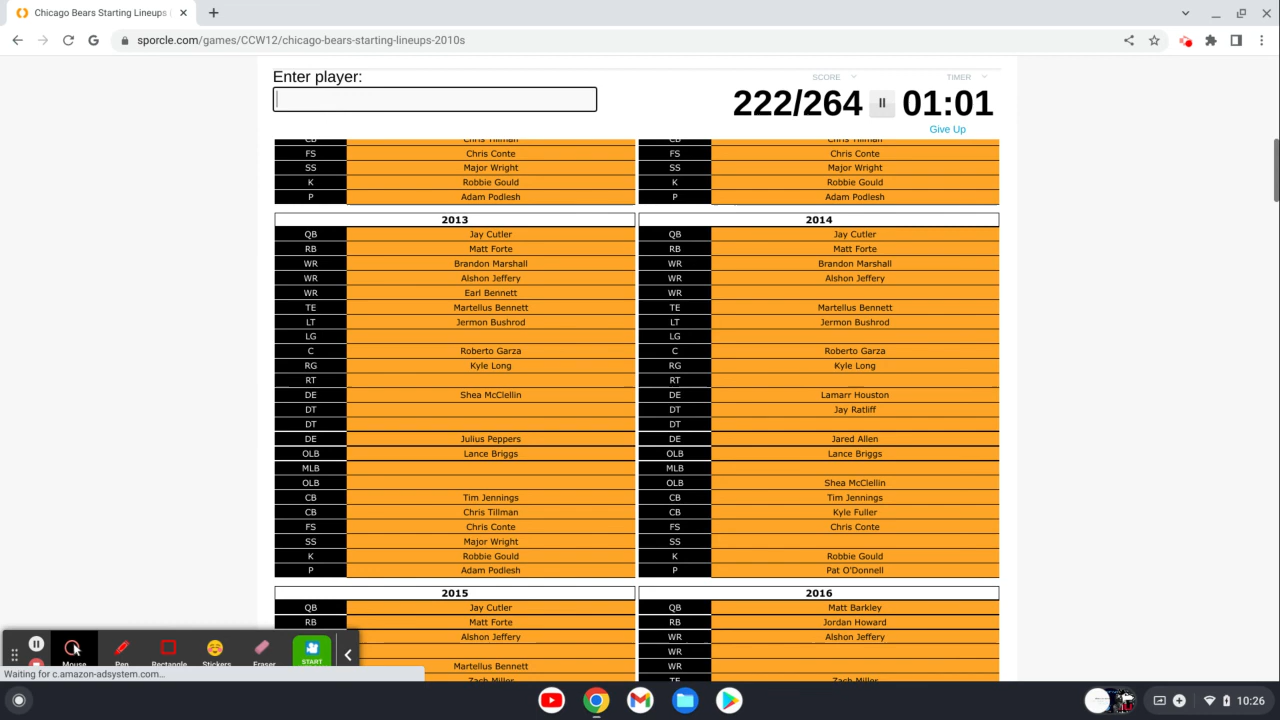 Chicago Bears Starting Lineups (
sporcle.com/games/CCW12/chicago-bears-starting-lineups-2010s
Enter player:
SCORE TIMER
222/264 01:01
Give Up
CB Chris Tillman CB Chris Tillman
FS Chris Conte FS Chris Conte
SS Major Wright SS Major Wright
K Robbie Gould K Robbie Gould
P Adam Podlesh P Adam Podlesh
2013 2014
QB Jay Cutler QB Jay Cutler
RB Matt Forte RB Matt Forte
WR Brandon Marshall WR Brandon Marshall
WR Alshon Jeffery WR Alshon Jeffery
WR Earl Bennett WR
TE Martellus Bennett TE Martellus Bennett
LT Jermon Bushrod LT Jermon Bushrod
LG LG
C Roberto Garza C Roberto Garza
RG Kyle Long RG Kyle Long
RT RT
DE Shea McClellin DE Lamarr Houston
DT DT Jay Ratliff
DT DT
DE Julius Peppers DE Jared Allen
OLB Lance Briggs OLB Lance Briggs
MLB MLB
OLB OLB Shea McClellin
CB Tim Jennings CB Tim Jennings
CB Chris Tillman CB Kyle Fuller
FS Chris Conte FS Chris Conte
SS Major Wright SS
K Robbie Gould K Robbie Gould
P Adam Podlesh P Pat O'Donnell
2015 2016
QB Jay Cutler QB Matt Barkley
RB Matt Forte RB Jordan Howard
Alshon Jeffery WR Alshon Jeffery
WR
Martellus Bennett WR
Zach Miller TE
Mouse Pen Rectangle Stickers Eraser START
Waiting for c.amazon-adsystem.com...
10:26